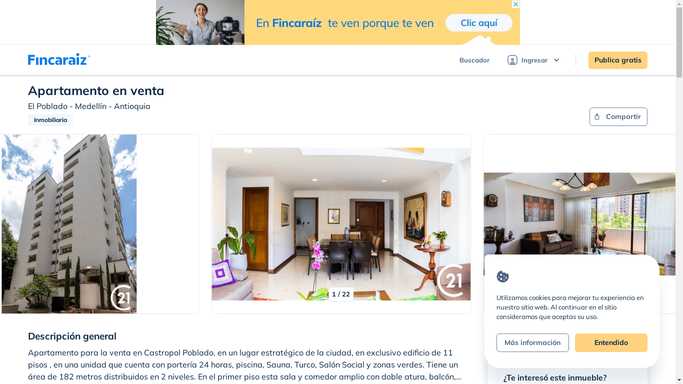 En Fincaraíz te ven porque te ven
Clic aquí
Fincaraiz
Buscador
Ingresar
Publica gratis
Apartamento en venta
El Poblado - Medellín - Antioquia
Inmobiliaria
Compartir
21
1 / 22
21
Utilizamos cookies para mejorar tu experiencia en
nuestro sitio web. Al continuar en el sitio
consideramos que aceptas su uso.
Más información
Entendido
Descripción general
Apartamento para la venta en Castropol Poblado, en un lugar estratégico de la ciudad, en exclusivo edificio de 11
pisos , en una unidad que cuenta con portería 24 horas, piscina, Sauna, Turco, Salón Social y zonas verdes. Tiene un
área de 182 metros distribuidos en 2 niveles. En el primer piso esta sala y comedor amplio con doble atura, balcón,...
¿Te interesó este inmueble?